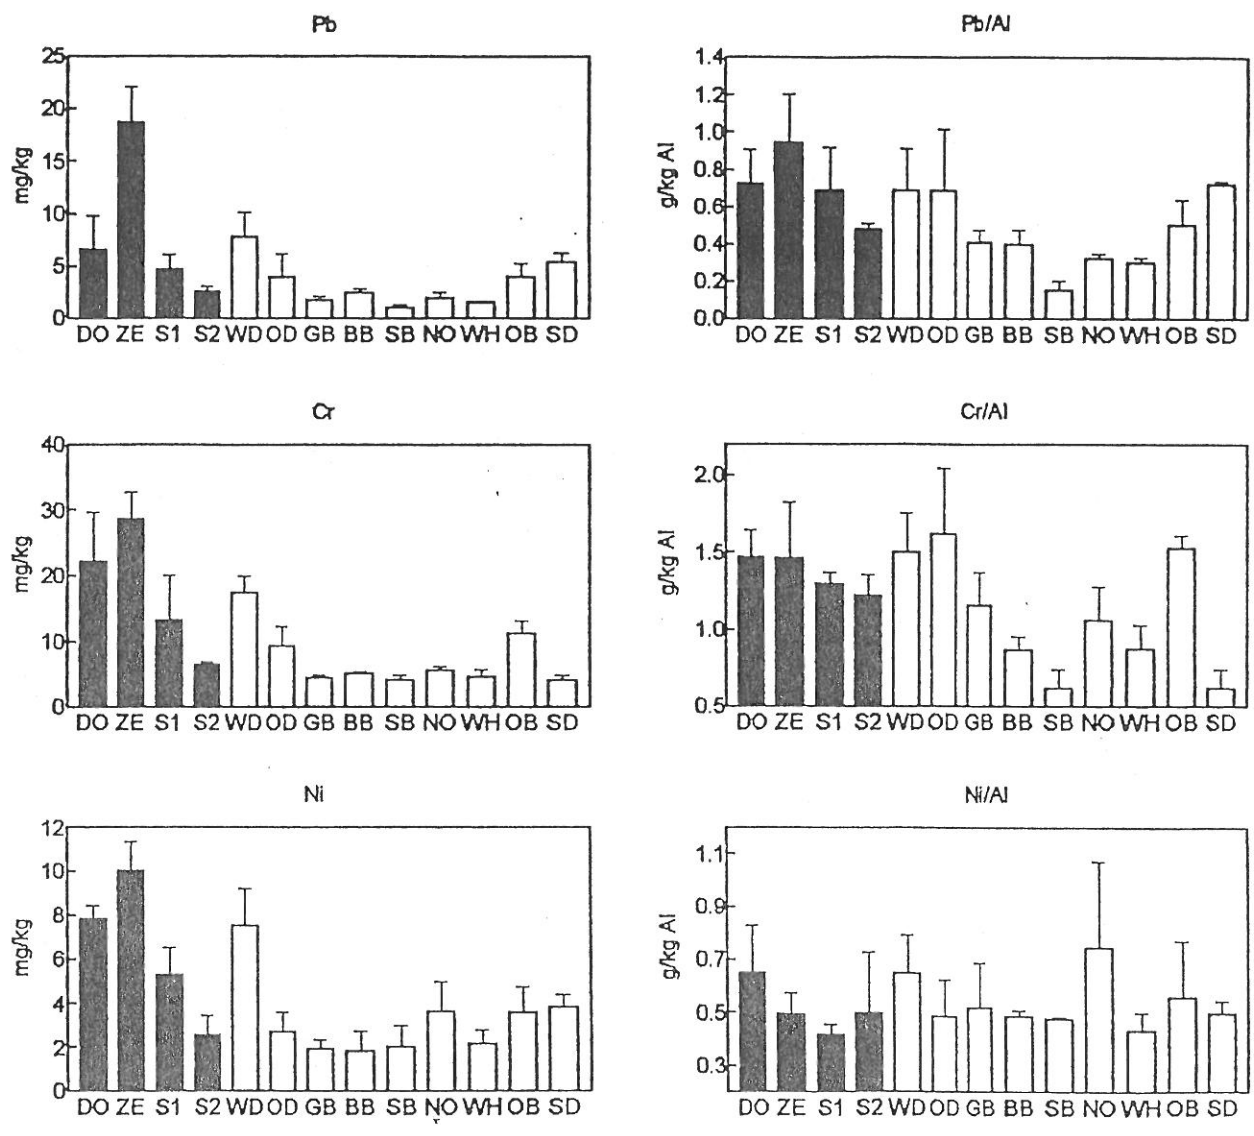 Pb
25
20
15
10
5
0
mg/kg
DO ZE S1 S2 WD OD GB BB SB NO WH OB SD
Pb/Al
1.4
1.2
1.0
0.8
0.6
0.4
0.2
0.0
g/kg Al
DO ZE S1 S2 WD OD GB BB SB NO WH OB SD
Cr
40
30
20
10
0
mg/kg
DO ZE S1 S2 WD OD GB BB SB NO WH OB SD
Cr/Al
2.0
1.5
1.0
0.5
g/kg Al
DO ZE S1 S2 WD OD GB BB SB NO WH OB SD
Ni
12
10
8
6
4
2
0
mg/kg
DO ZE S1 S2 WD OD GB BB SB NO WH OB SD
Ni/Al
1.1
0.9
0.7
0.5
0.3
g/kg Al
DO ZE S1 S2 WD OD GB BB SB NO WH OB SD